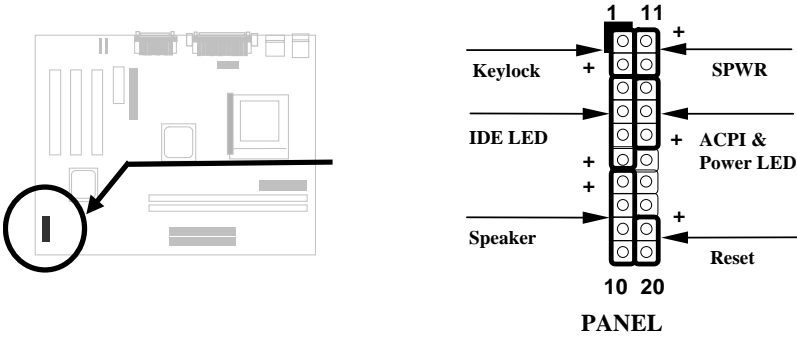 1 11
+
Keylock + SPWR
IDE LED + ACPI &
Power LED
+
+
+
Speaker
Reset
10 20
PANEL